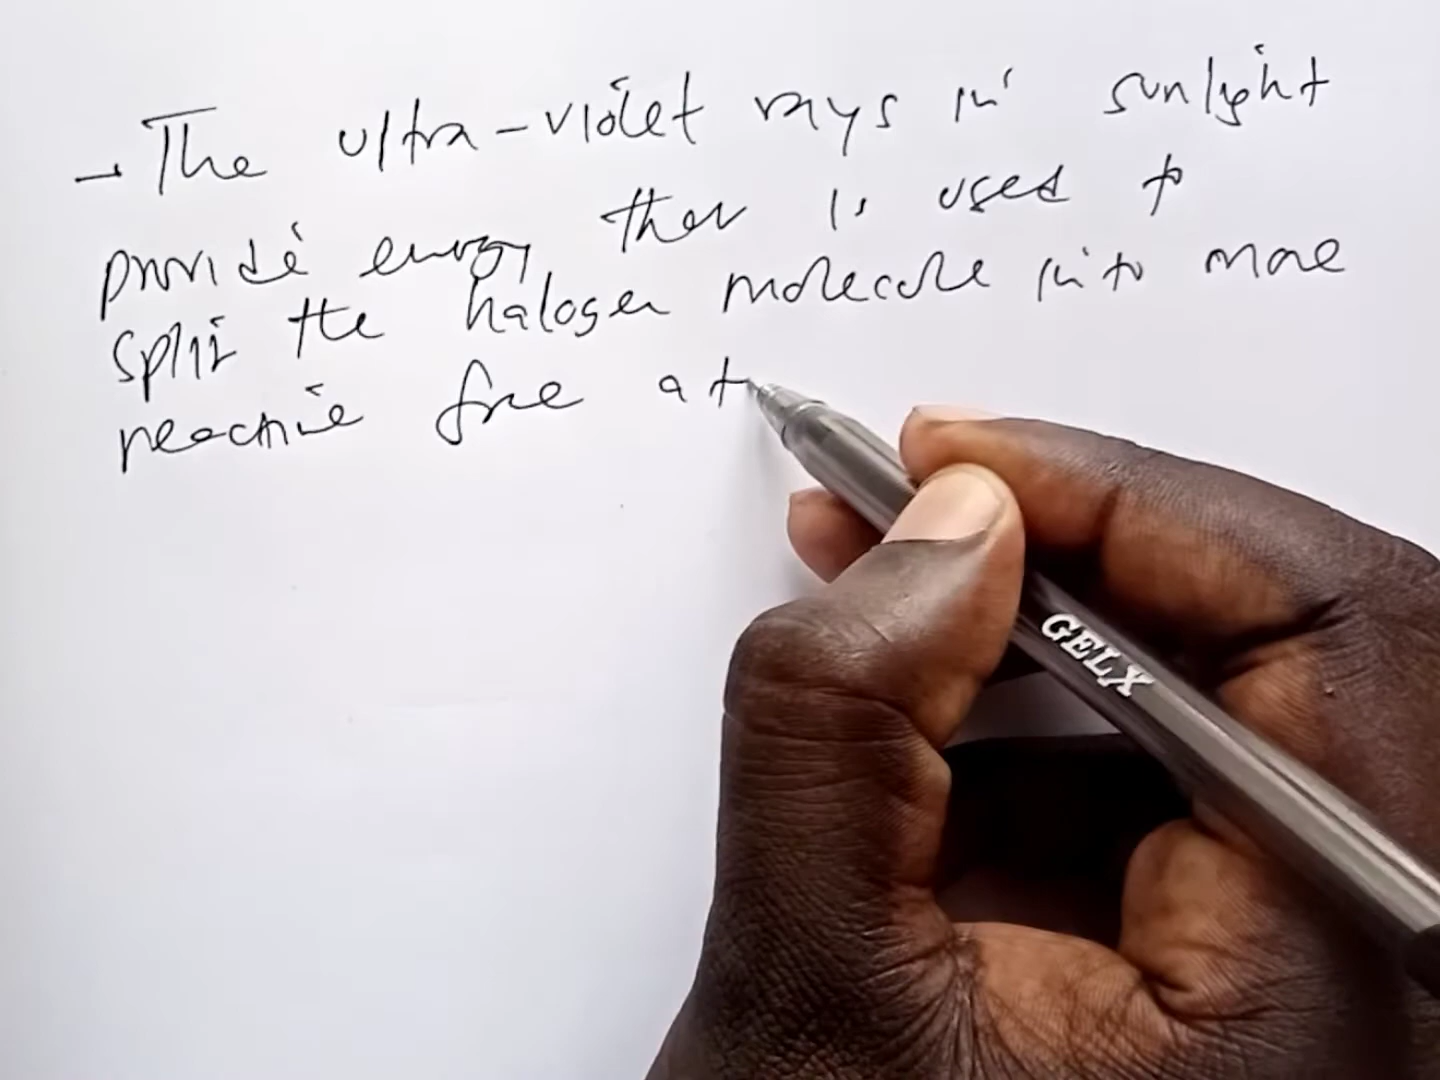 → The ultra-violet rays in sunlight
provide energy that is used to
split the halogen molecule into more
reactive free at
GELX